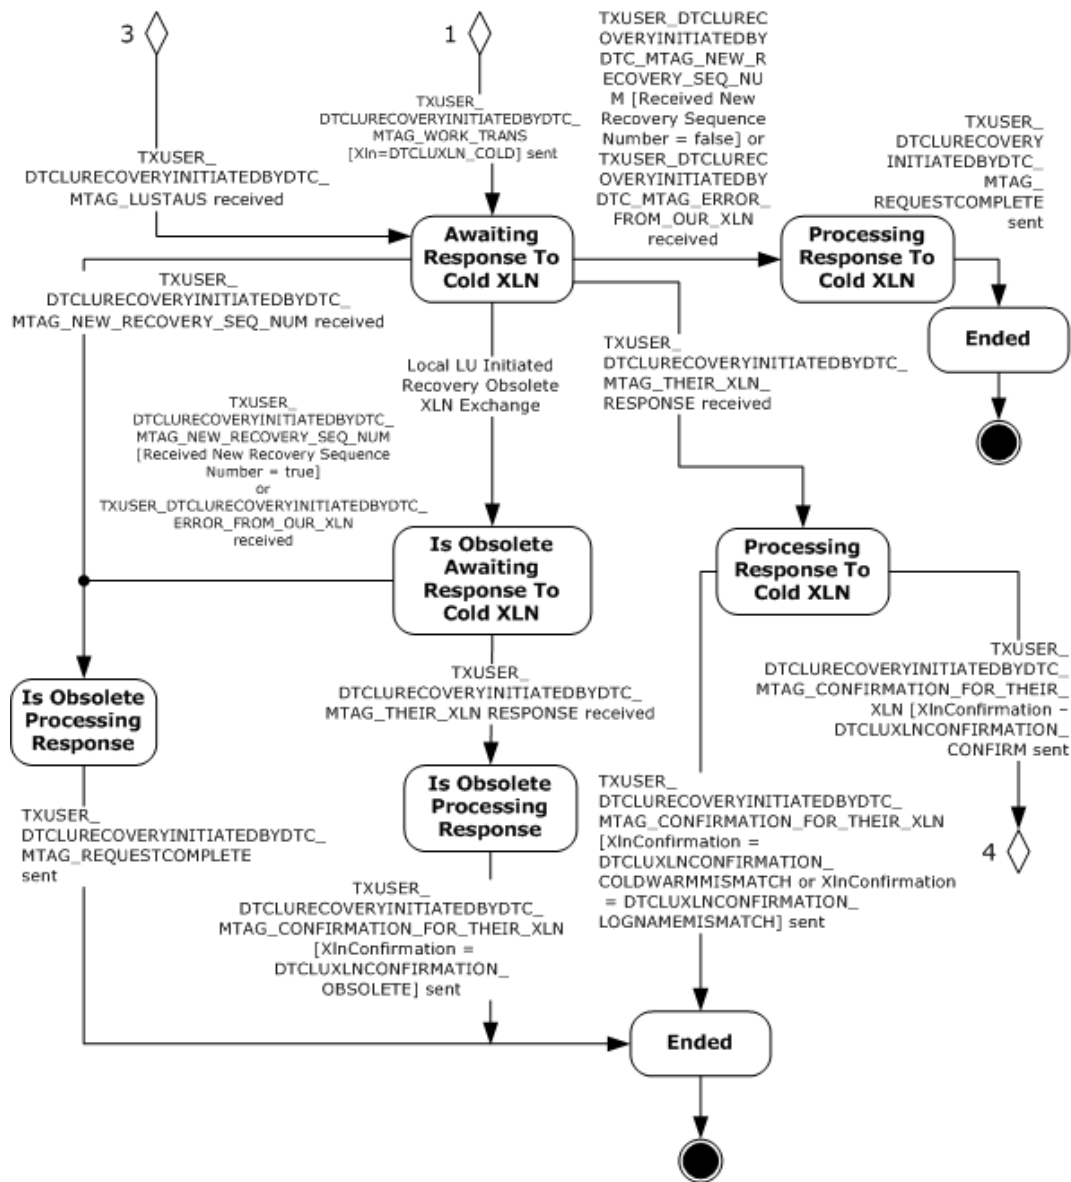 3
1
TXUSER_
DTCLURECOVERYINITIATEDBYDTC_
MTAG_LUSTAUS received
TXUSER_
DTCLURECOVERYINITIATEDBYDTC_
MTAG_WORK_TRANS
[Xln=DTCLUXLN_COLD] sent
TXUSER_DTCLUREC
OVERYINITIATEDBY
DTC_MTAG_NEW_R
ECOVERY_SEQ_NU
M [Received New
Recovery Sequence
Number = false] or
TXUSER_DTCLUREC
OVERYINITIATEDBY
DTC_MTAG_ERROR_
FROM_OUR_XLN
received
TXUSER_
DTCLURECOVERY
INITIATEDBYDTC_
MTAG_
REQUESTCOMPLETE
sent
Awaiting
Response To
Cold XLN
Processing
Response To
Cold XLN
Ended
TXUSER_
DTCLURECOVERYINITIATEDBYDTC_
MTAG_NEW_RECOVERY_SEQ_NUM received
Local LU Initiated
Recovery Obsolete
XLN Exchange
TXUSER_
DTCLURECOVERYINITIATEDBYDTC_
MTAG_THEIR_XLN_
RESPONSE received
TXUSER_
DTCLURECOVERYINITIATEDBYDTC_
MTAG_NEW_RECOVERY_SEQ_NUM
[Received New Recovery Sequence
Number = true]
or
TXUSER_DTCLURECOVERYINITIATEDBYDTC_
ERROR_FROM_OUR_XLN
received
Is Obsolete
Awaiting
Response To
Cold XLN
Processing
Response To
Cold XLN
Is Obsolete
Processing
Response
TXUSER_
DTCLURECOVERYINITIATEDBYDTC_
MTAG_THEIR_XLN RESPONSE received
TXUSER_
DTCLURECOVERYINITIATEDBYDTC_
MTAG_CONFIRMATION_FOR_THEIR_
XLN [XlnConfirmation –
DTCLUXLNCONFIRMATION_
CONFIRM sent
Is Obsolete
Processing
Response
TXUSER_
DTCLURECOVERYINITIATEDBYDTC_
MTAG_REQUESTCOMPLETE
sent
TXUSER_
DTCLURECOVERYINITIATEDBYDTC_
MTAG_CONFIRMATION_FOR_THEIR_XLN
[XlnConfirmation =
DTCLUXLNCONFIRMATION_
COLDWARMMISMATCH or XlnConfirmation
= DTCLUXLNCONFIRMATION_
LOGNAMEMISMATCH] sent
4
TXUSER_
DTCLURECOVERYINITIATEDBYDTC_
MTAG_CONFIRMATION_FOR_THEIR_XLN
[XlnConfirmation =
DTCLUXLNCONFIRMATION_
OBSOLETE] sent
Ended